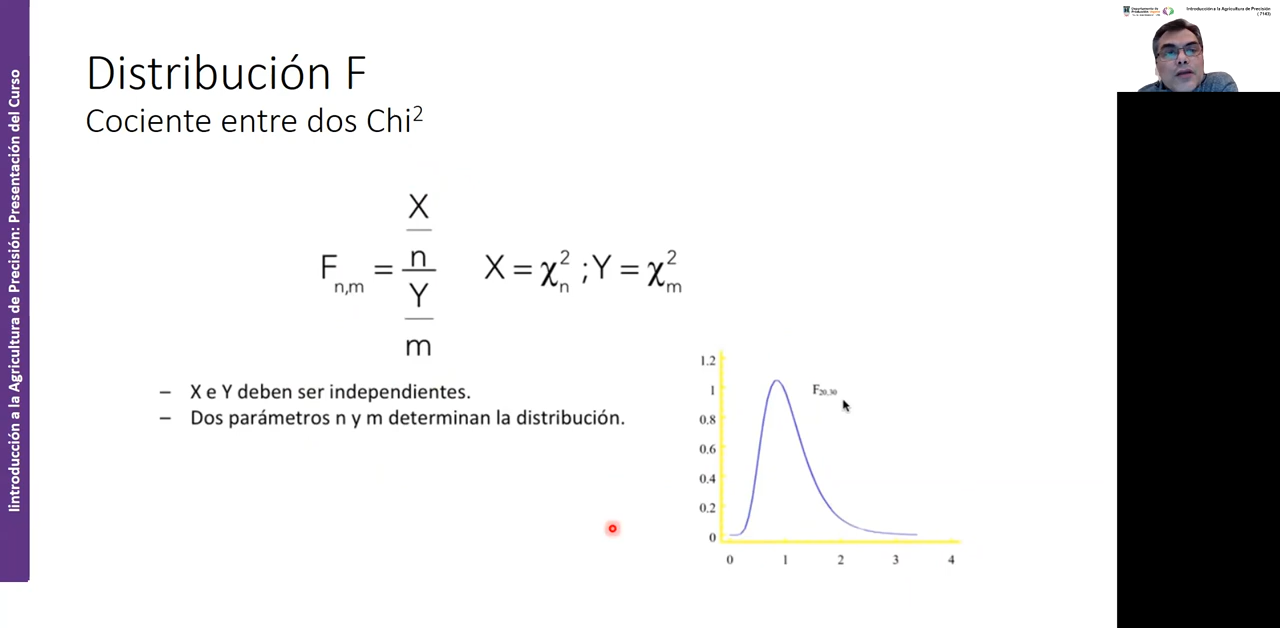 Introducción a la Agricultura de Precisión
(7143)
Iintroducción a la Agricultura de Precisión: Presentación del Curso
Distribución F
Cociente entre dos Chi²
F n,m = X/n / Y/m    X = χ²n ; Y = χ²m
– X e Y deben ser independientes.
– Dos parámetros n y m determinan la distribución.
F20,30
1.2
1
0.8
0.6
0.4
0.2
0
0 1 2 3 4